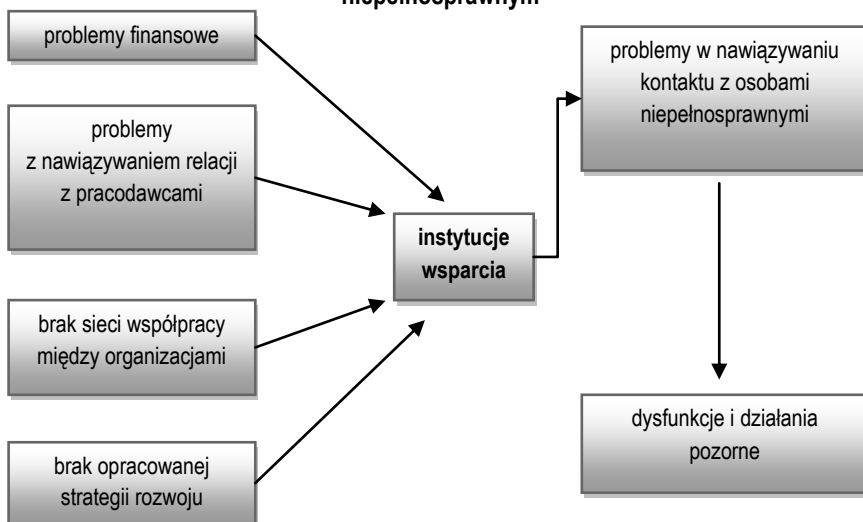 niepełnosprawnym
problemy finansowe
problemy
z nawiązywaniem relacji
z pracodawcami
brak sieci współpracy
między organizacjami
brak opracowanej
strategii rozwoju
instytucje
wsparcia
problemy w nawiązywaniu
kontaktu z osobami
niepełnosprawnymi
dysfunkcje i działania
pozorne